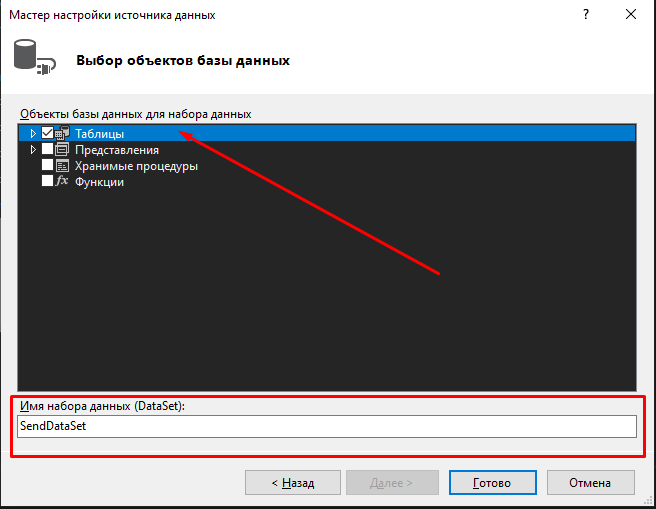 Мастер настройки источника данных
?
Выбор объектов базы данных
Объекты базы данных для набора данных
Таблицы
Представления
Хранимые процедуры
fx Функции
Имя набора данных (DataSet):
SendDataSet
< Назад Далее > Готово Отмена